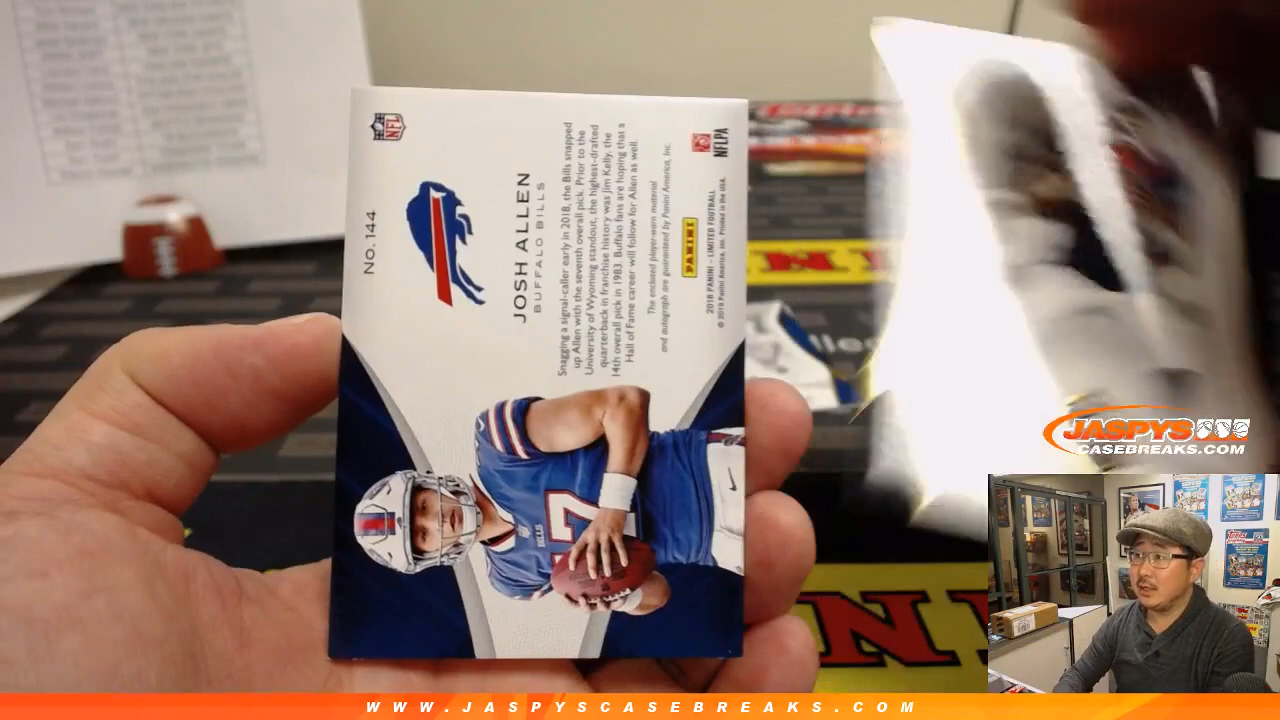 No. 144
NFL
JOSH ALLEN
BUFFALO BILLS
Snagging a signal-caller early in 2018, the Bills snapped
up Allen with the seventh overall pick. Prior to the
University of Wyoming standout, the highest-drafted
quarterback in franchise history was Jim Kelly, the
14th overall pick in 1983. Buffalo fans are hoping that a
Hall of Fame career will follow for Allen as well.
The enclosed player-worn material
and autograph are guaranteed by Panini America, Inc.
PANINI
2018 PANINI – LIMITED FOOTBALL
© 2019 Panini America, Inc. Printed in the USA.
NFLPA
BILLS
17
JASPYS
CASEBREAKS.COM
WWW.JASPYSCASEBREAKS.COM